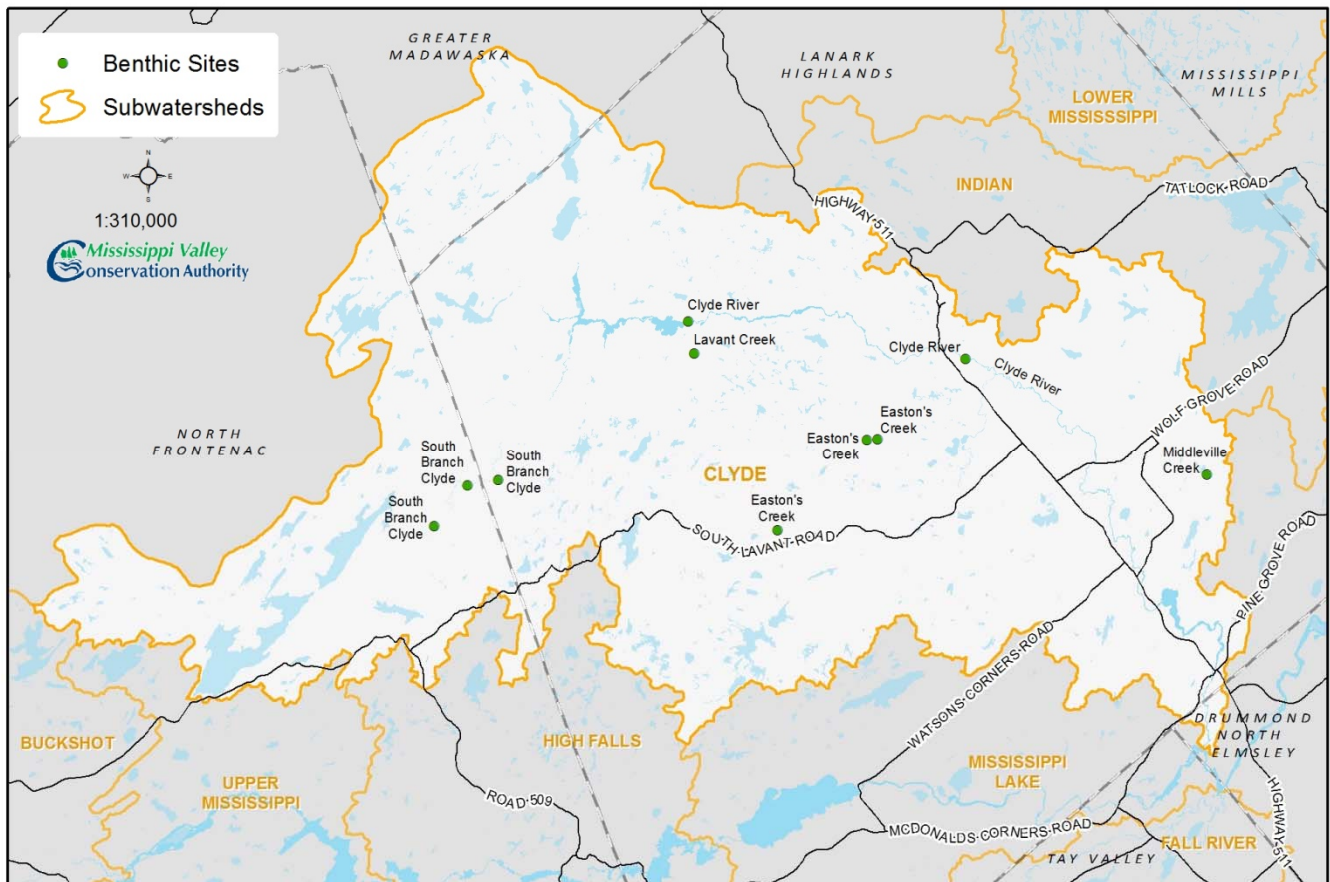 Benthic Sites
Subwatersheds
N
W
E
S
1:310,000
Mississippi Valley
Conservation Authority
GREATER
MADAWASKA
LANARK
HIGHLANDS
MISSISSIPPI
MILLS
LOWER
MISSISSSIPPI
INDIAN
TATLOCK ROAD
HIGHWAY 511
Clyde River
Lavant Creek
Clyde River
Clyde River
WOLF GROVE ROAD
NORTH
FRONTENAC
South
Branch
Clyde
South
Branch
Clyde
South
Branch
Clyde
CLYDE
Easton's
Creek
Easton's
Creek
Easton's
Creek
Middleville
Creek
SOUTH LAVANT ROAD
PINE GROVE ROAD
WATSONS CORNERS ROAD
BUCKSHOT
UPPER
MISSISSIPPI
HIGH FALLS
ROAD 509
MISSISSIPPI
LAKE
DRUMMOND
NORTH
ELMSLEY
MCDONALDS CORNERS ROAD
TAY VALLEY
FALL RIVER
HIGHWAY 511